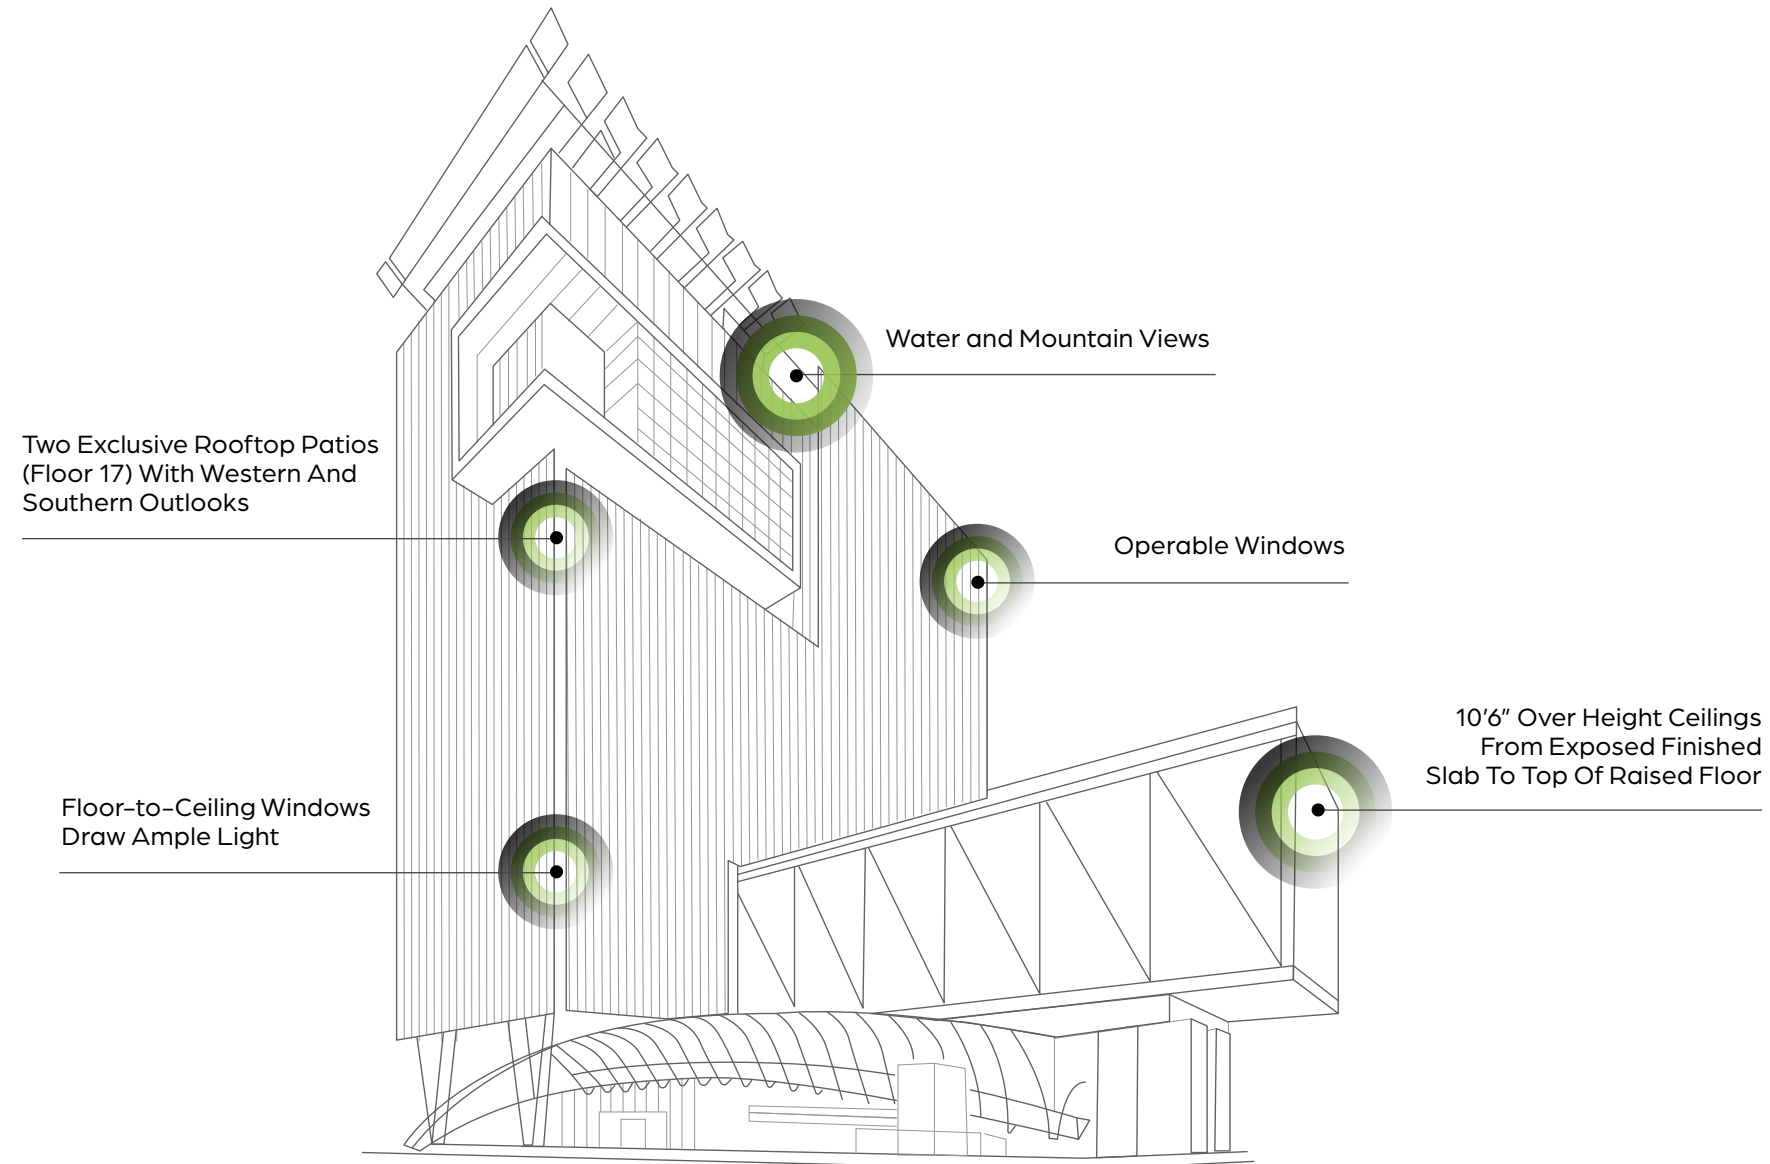 Water and Mountain Views
Two Exclusive Rooftop Patios
(Floor 17) With Western And
Southern Outlooks
Operable Windows
10’6” Over Height Ceilings
From Exposed Finished
Slab To Top Of Raised Floor
Floor-to-Ceiling Windows
Draw Ample Light